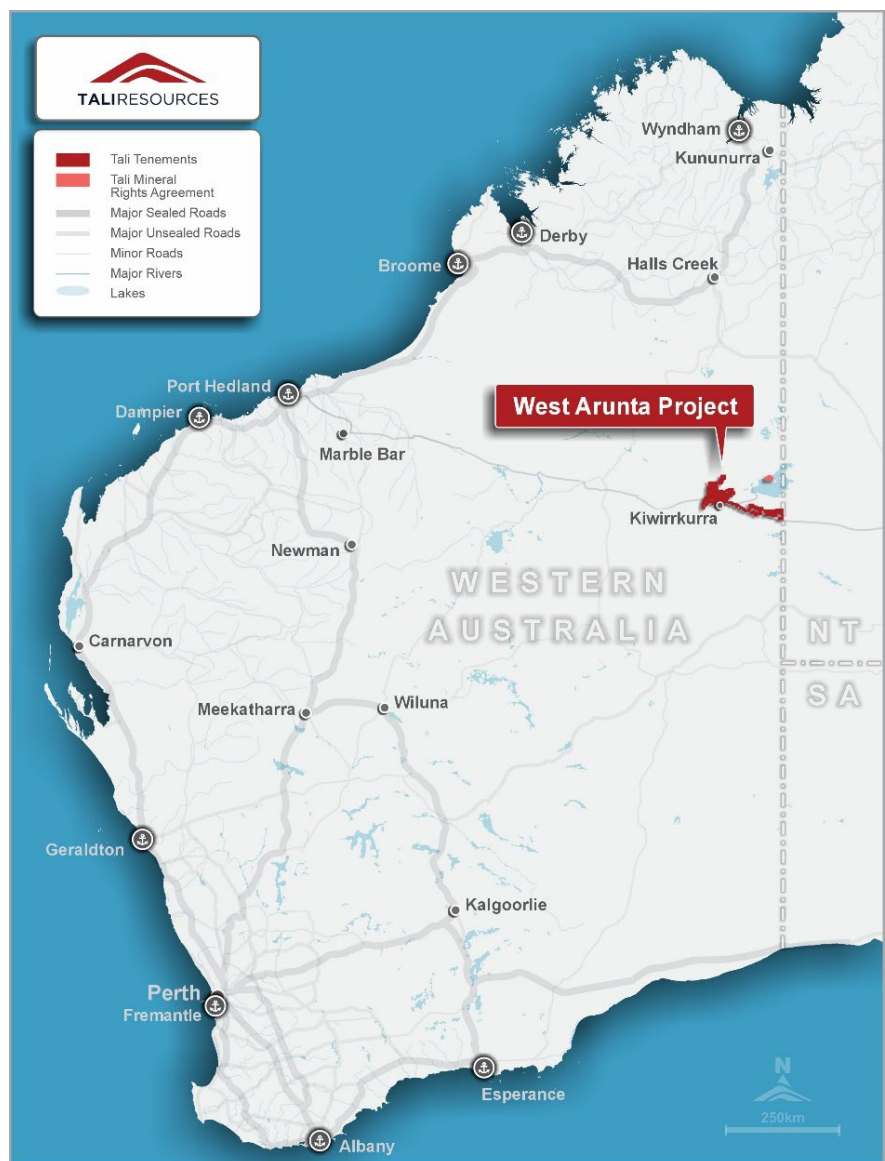 TALIRESOURCES
Tali Tenements
Tali Mineral
Rights Agreement
Major Sealed Roads
Major Unsealed Roads
Minor Roads
Major Rivers
Lakes
Wyndham
Kununurra
Derby
Broome
Halls Creek
Port Hedland
Dampier
West Arunta Project
Marble Bar
Kiwirrkurra
Newman
WESTERN
AUSTRALIA
NT
SA
Carnarvon
Meekatharra
Wiluna
Geraldton
Kalgoorlie
Perth
Fremantle
Esperance
Albany
N
250km